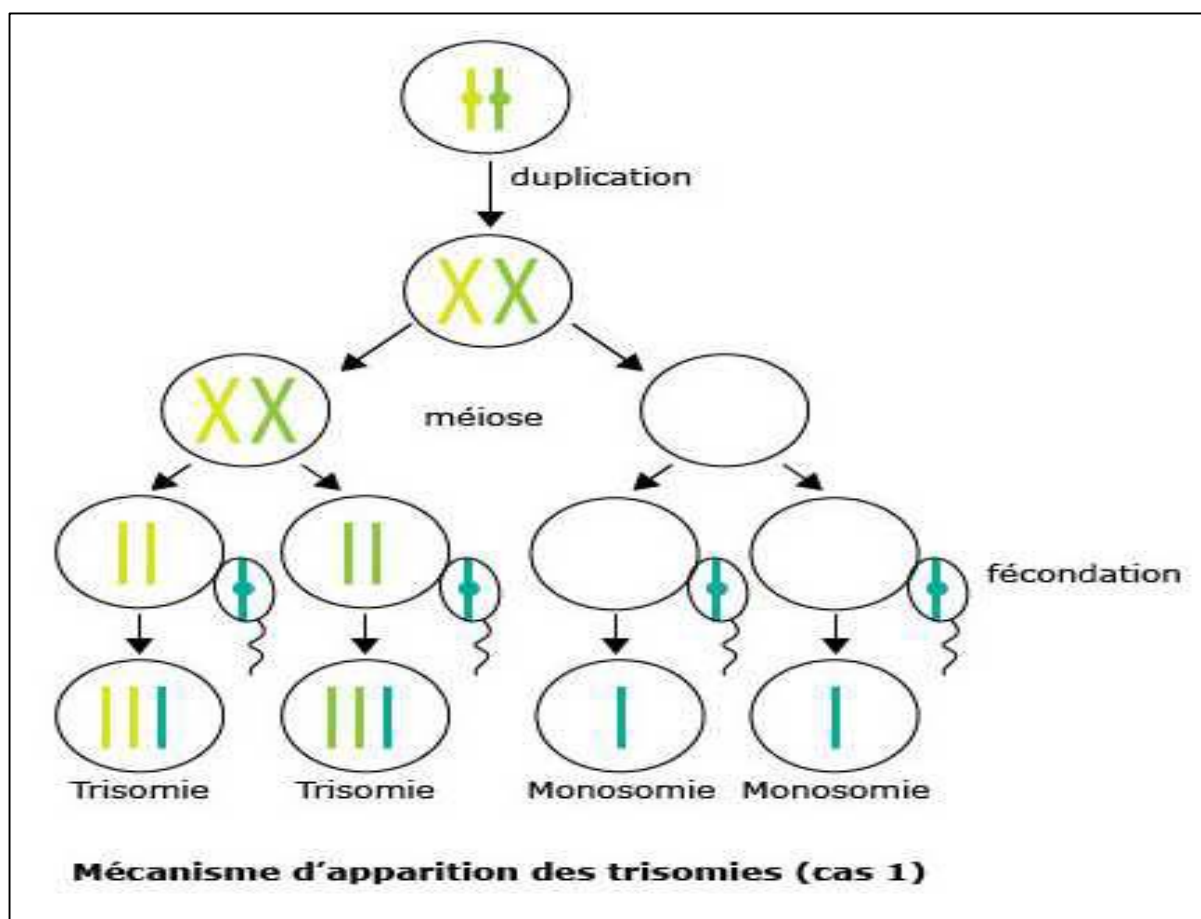 duplication
méiose
fécondation
Trisomie
Trisomie
Monosomie
Monosomie
Mécanisme d'apparition des trisomies (cas 1)